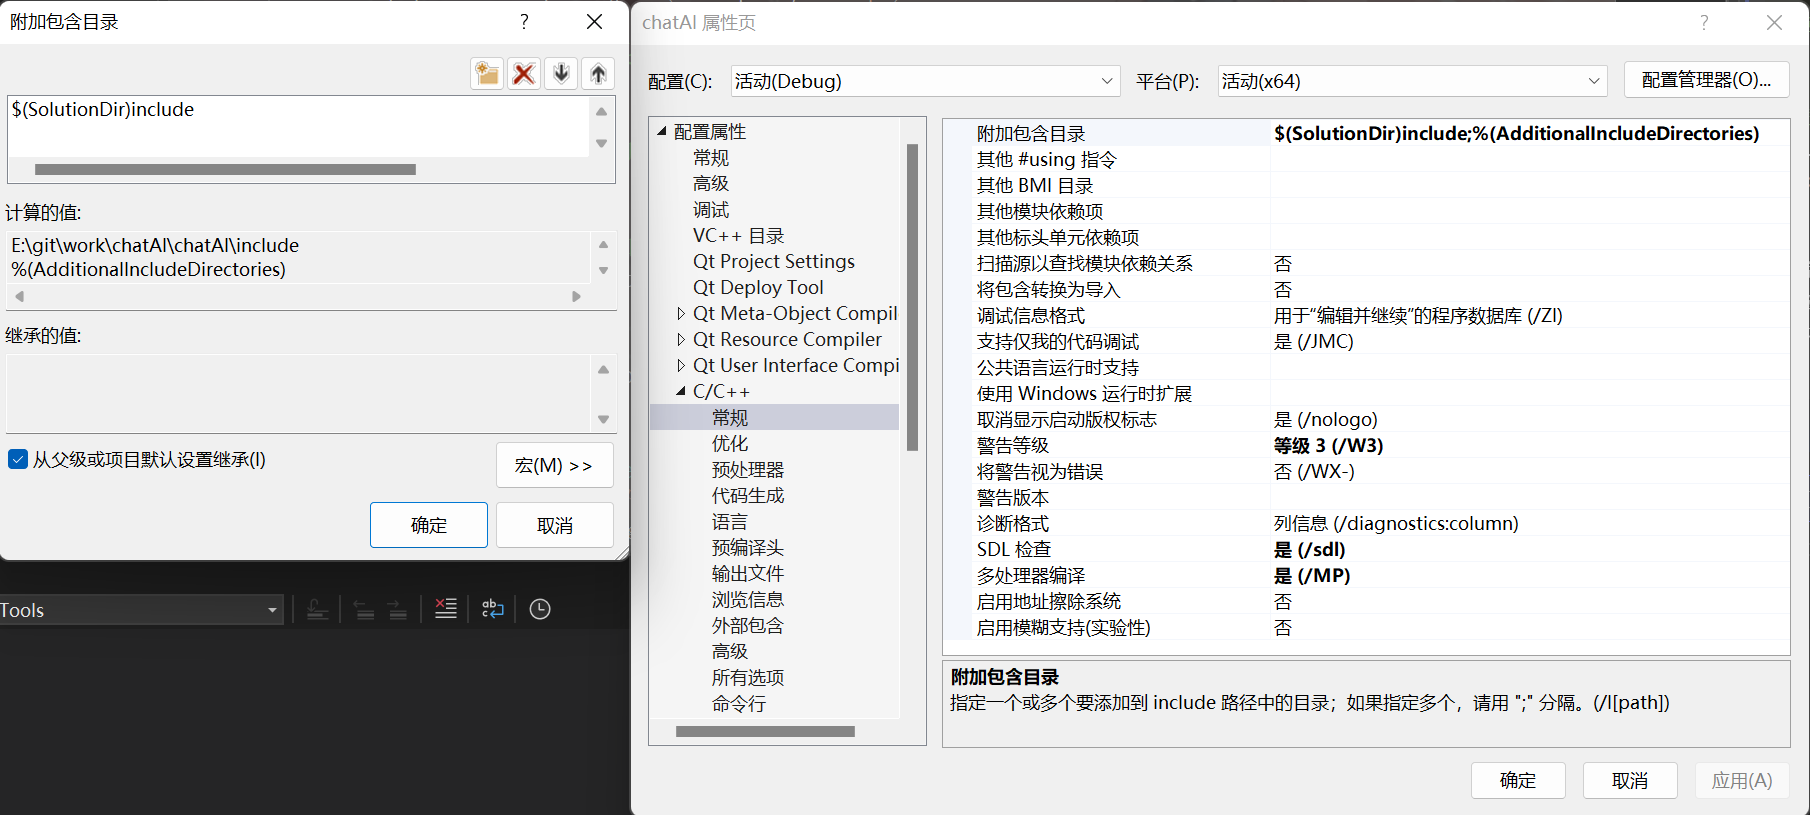 附加包含目录
?
$(SolutionDir)include
计算的值:
E:\git\work\chatAI\chatAI\include
%(AdditionalIncludeDirectories)
继承的值:
从父级或项目默认设置继承(I)
宏(M) >>
确定
取消
Tools
chatAI 属性页
?
配置(C):
活动(Debug)
平台(P):
活动(x64)
配置管理器(O)...
配置属性
常规
高级
调试
VC++ 目录
Qt Project Settings
Qt Deploy Tool
Qt Meta-Object Compil
Qt Resource Compiler
Qt User Interface Compi
C/C++
常规
优化
预处理器
代码生成
语言
预编译头
输出文件
浏览信息
外部包含
高级
所有选项
命令行
附加包含目录 $(SolutionDir)include;%(AdditionalIncludeDirectories)
其他 #using 指令
其他 BMI 目录
其他模块依赖项
其他标头单元依赖项
扫描源以查找模块依赖关系 否
将包含转换为导入 否
调试信息格式 用于“编辑并继续”的程序数据库 (/ZI)
支持仅我的代码调试 是 (/JMC)
公共语言运行时支持
使用 Windows 运行时扩展
取消显示启动版权标志 是 (/nologo)
警告等级 等级 3 (/W3)
将警告视为错误 否 (/WX-)
警告版本
诊断格式 列信息 (/diagnostics:column)
SDL 检查 是 (/sdl)
多处理器编译 是 (/MP)
启用地址擦除系统 否
启用模糊支持(实验性) 否
附加包含目录
指定一个或多个要添加到 include 路径中的目录；如果指定多个，请用 ";" 分隔。(/I[path])
确定
取消
应用(A)